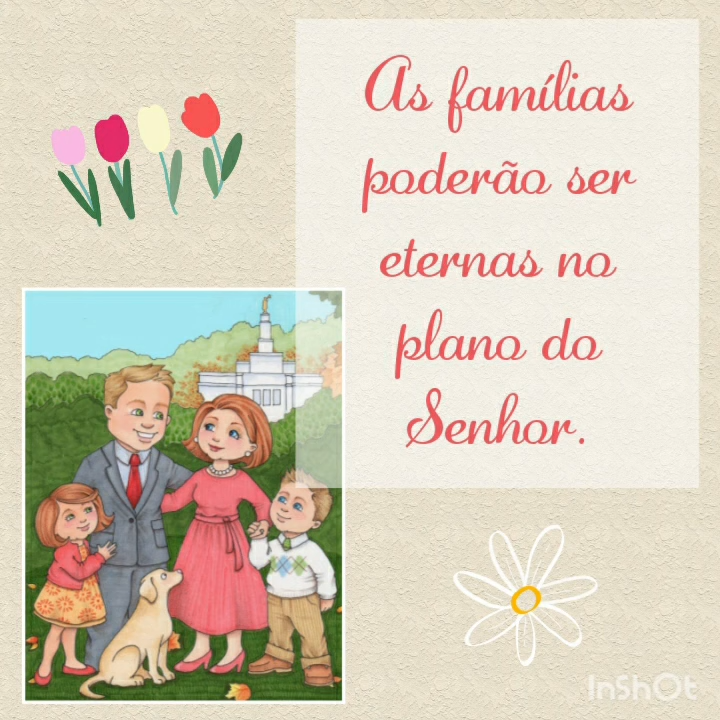 As famílias
poderão ser
eternas no
plano do
Senhor.
InShOt